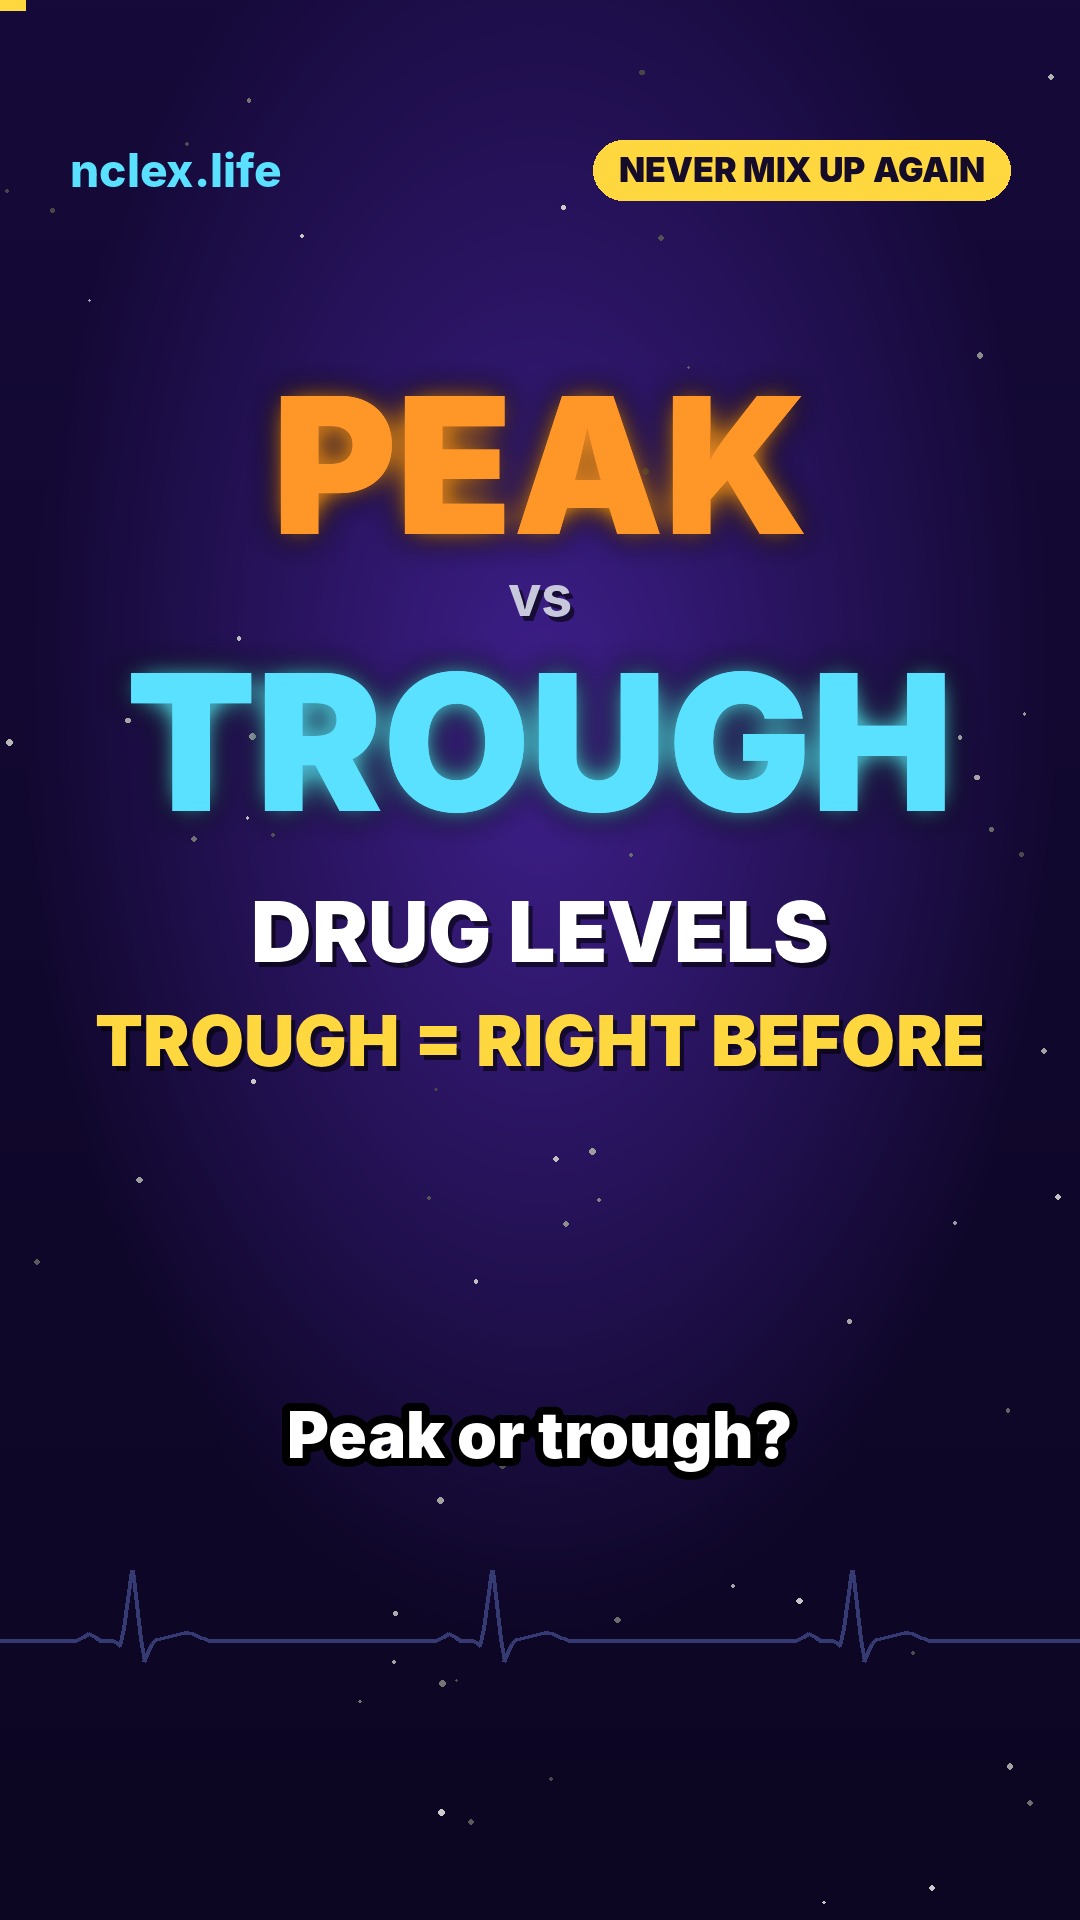 nclex.life
NEVER MIX UP AGAIN
PEAK
VS
TROUGH
DRUG LEVELS
TROUGH = RIGHT BEFORE
Peak or trough?